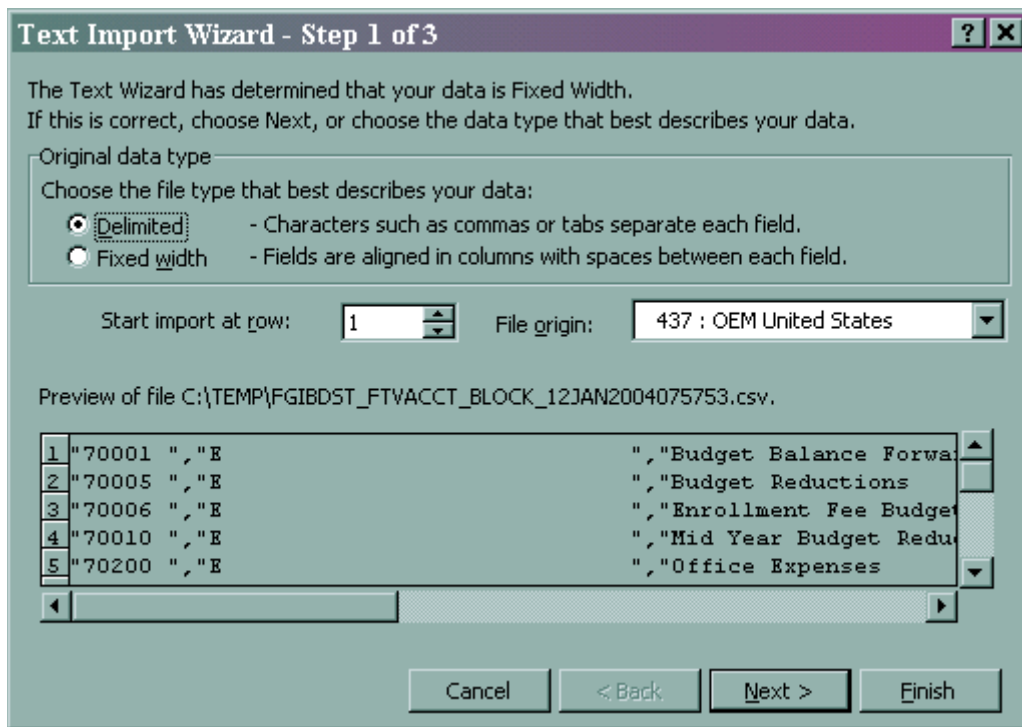 Text Import Wizard - Step 1 of 3
The Text Wizard has determined that your data is Fixed Width.
If this is correct, choose Next, or choose the data type that best describes your data.
Original data type
Choose the file type that best describes your data:
Delimited - Characters such as commas or tabs separate each field.
Fixed width - Fields are aligned in columns with spaces between each field.
Start import at row: 1 File origin: 437 : OEM United States
Preview of file C:\TEMP\FGIBDST_FTVACCT_BLOCK_12JAN2004075753.csv.
1 "70001 ","E ","Budget Balance Forwa
2 "70005 ","E ","Budget Reductions
3 "70006 ","E ","Enrollment Fee Budget
4 "70010 ","E ","Mid Year Budget Redu
5 "70200 ","E ","Office Expenses
Cancel < Back Next > Finish